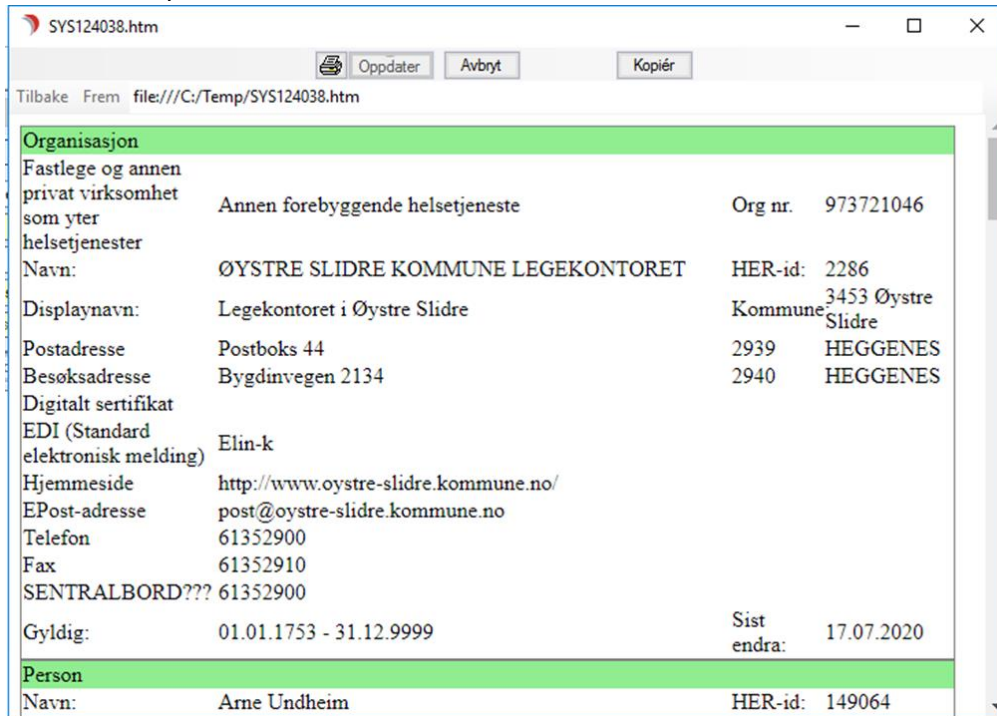 SYS124038.htm
Oppdater Avbryt Kopiér
Tilbake Frem file:///C:/Temp/SYS124038.htm
Organisasjon
Fastlege og annen
privat virksomhet
som yter
helsetjenester
Annen forebyggende helsetjeneste Org nr. 973721046
Navn: ØYSTRE SLIDRE KOMMUNE LEGEKONTORET HER-id: 2286
Displaynavn: Legekontoret i Øystre Slidre Kommune: 3453 Øystre
Slidre
Postadresse Postboks 44 2939 HEGGENES
Besøksadresse Bygdinvegen 2134 2940 HEGGENES
Digitalt sertifikat
EDI (Standard
elektronisk melding) Elin-k
Hjemmeside http://www.oystre-slidre.kommune.no/
EPost-adresse post@oystre-slidre.kommune.no
Telefon 61352900
Fax 61352910
SENTRALBORD??? 61352900
Gyldig: 01.01.1753 - 31.12.9999 Sist
endra: 17.07.2020
Person
Navn: Arne Undheim HER-id: 149064